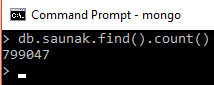 Command Prompt - mongo
> db.saunak.find().count()
799047
>